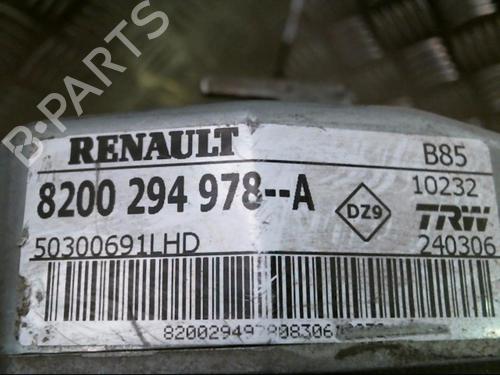 B-PARTS
RENAULT B85
8200 294 978--A DZ9 10232
TRW
50300691LHD 240306